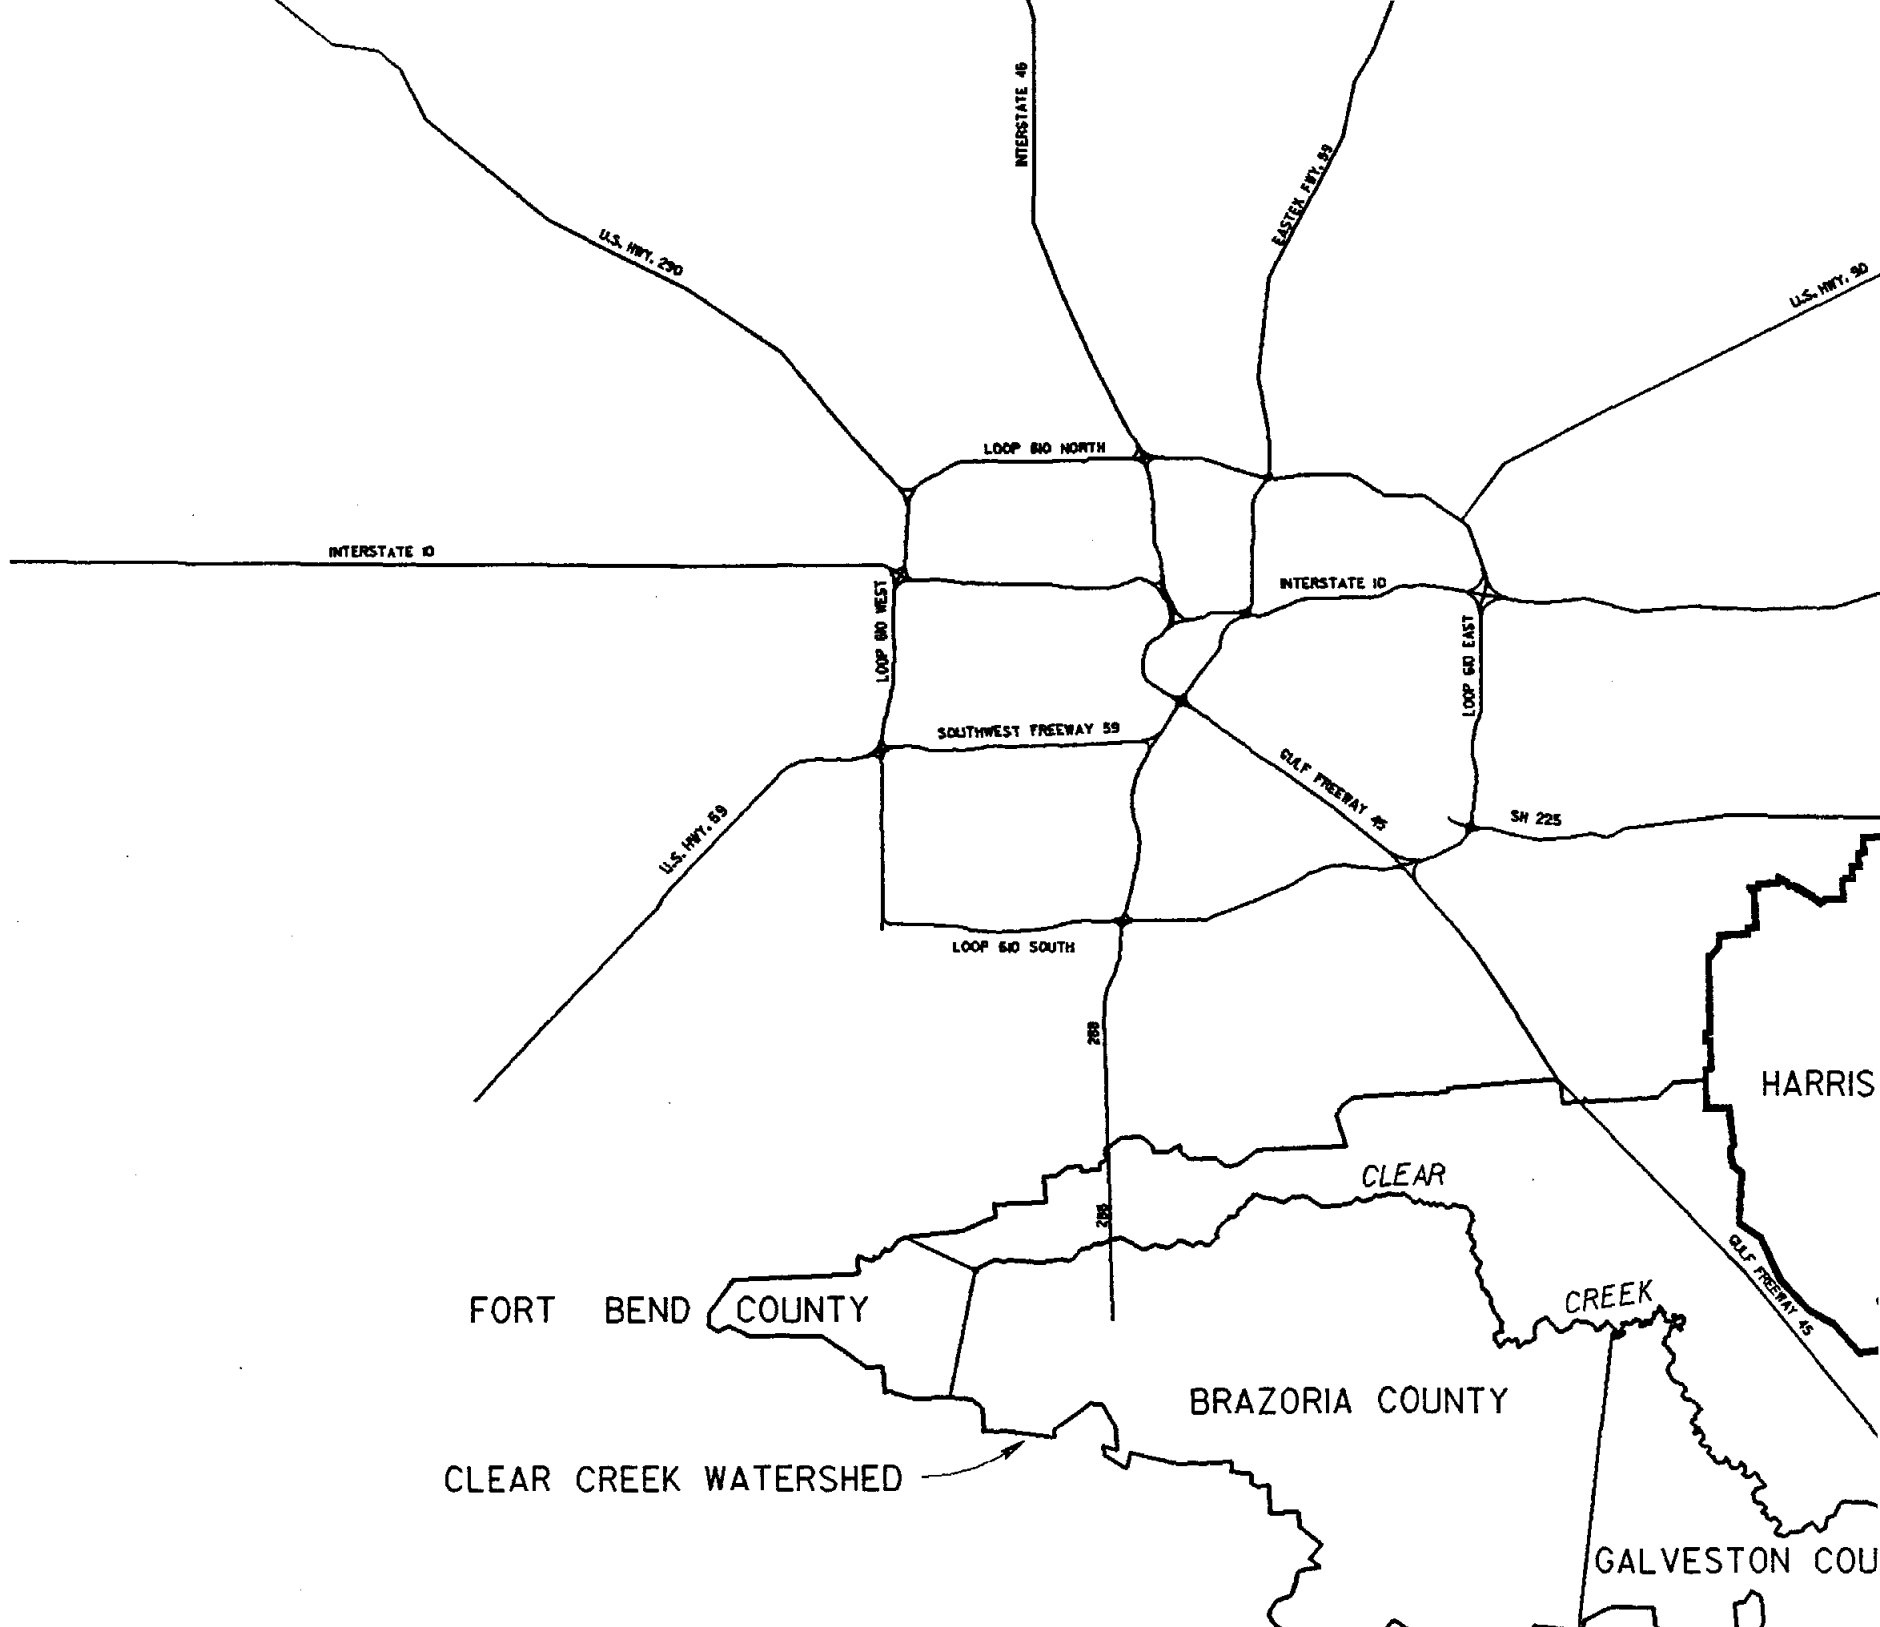 INTERSTATE 45
EASTEX FWY. 59
U.S. HWY. 290
U.S. HWY. 90
LOOP 610 NORTH
INTERSTATE 10
INTERSTATE 10
LOOP 610 WEST
LOOP 610 EAST
SOUTHWEST FREEWAY 59
GULF FREEWAY 45
U.S. HWY. 59
SH 225
LOOP 610 SOUTH
288
HARRIS
CLEAR
288
GULF FREEWAY 45
CREEK
FORT BEND COUNTY
BRAZORIA COUNTY
CLEAR CREEK WATERSHED
GALVESTON COU